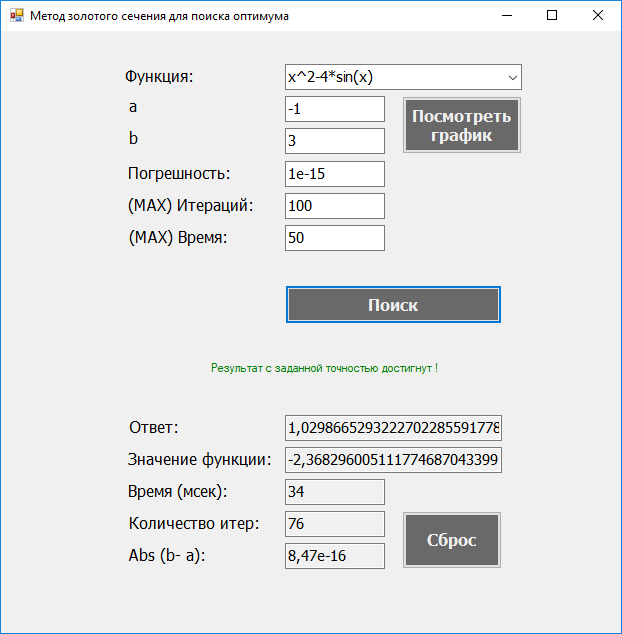 Метод золотого сечения для поиска оптимума
Функция: x^2-4*sin(x)
a -1
b 3
Посмотреть
график
Погрешность: 1e-15
(MAX) Итераций: 100
(MAX) Время: 50
Поиск
Результат с заданной точностью достигнут !
Ответ: 1,0298665293222702285591778
Значение функции: -2,368296005111774687043399
Время (мсек): 34
Количество итер: 76
Сброс
Abs (b- a): 8,47e-16